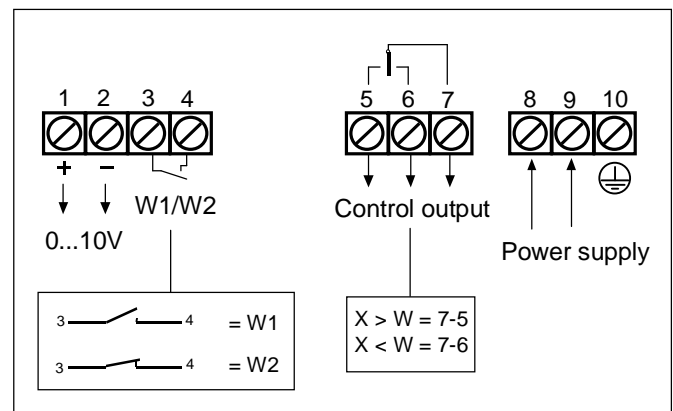 1 2 3 4 5 6 7 8 9 10
+ −
W1/W2 Control output
0...10V Power supply
3 4 = W1
3 4 = W2
X > W = 7-5
X < W = 7-6